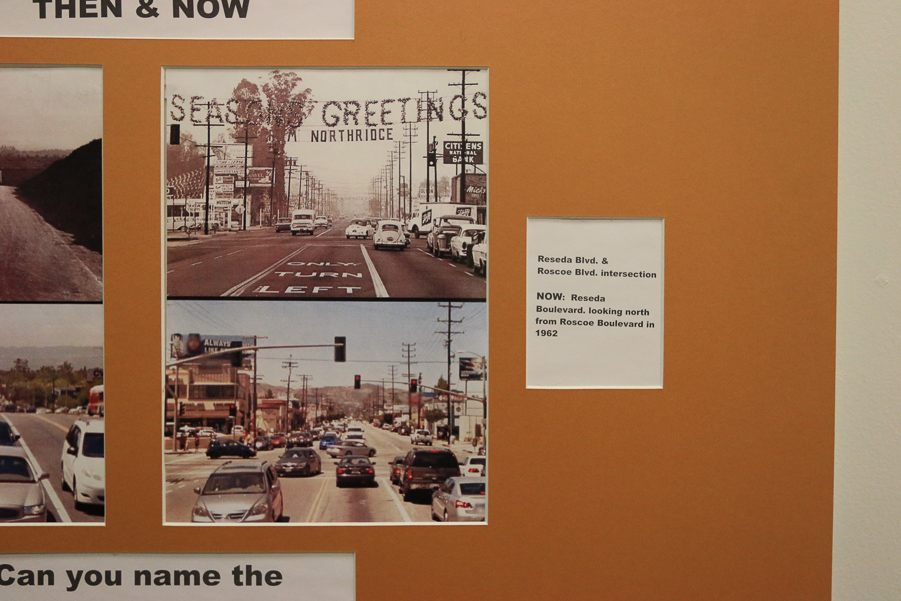 THEN & NOW
SEASONS GREETINGS
NORTHRIDGE
CITIZENS
NATIONAL
BANK
ONLY
TURN
LEFT
ALWAYS
Reseda Blvd. &
Roscoe Blvd. intersection
NOW: Reseda
Boulevard. looking north
from Roscoe Boulevard in
1962
Can you name the